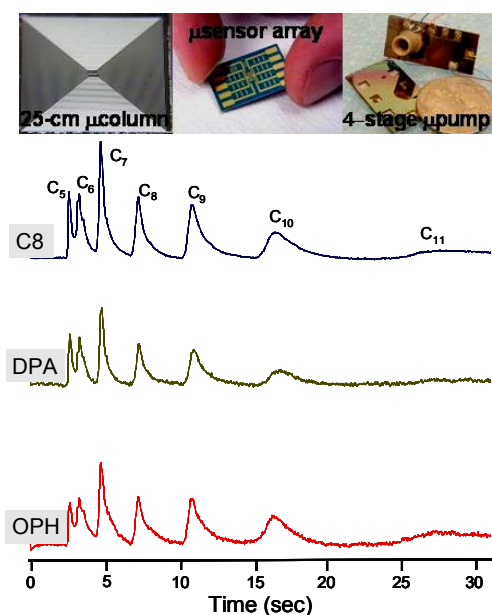 μsensor array
25-cm μcolumn
4-stage μpump
C5
C6
C7
C8
C9
C10
C11
C8
DPA
OPH
0 5 10 15 20 25 30
Time (sec)